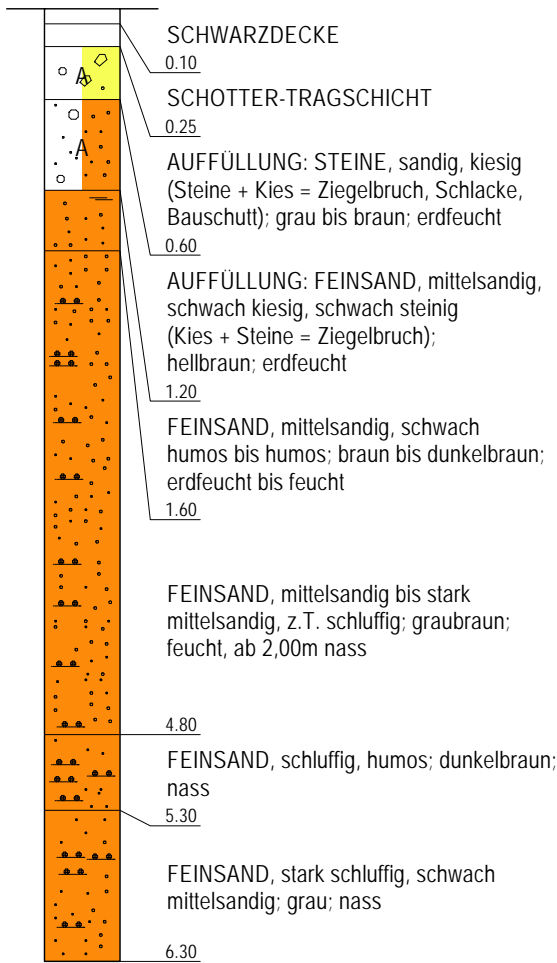 SCHWARZDECKE
0.10
A
SCHOTTER-TRAGSCHICHT
0.25
A
AUFFÜLLUNG: STEINE, sandig, kiesig
(Steine + Kies = Ziegelbruch, Schlacke,
Bauschutt); grau bis braun; erdfeucht
0.60
AUFFÜLLUNG: FEINSAND, mittelsandig,
schwach kiesig, schwach steinig
(Kies + Steine = Ziegelbruch);
hellbraun; erdfeucht
1.20
FEINSAND, mittelsandig, schwach
humos bis humos; braun bis dunkelbraun;
erdfeucht bis feucht
1.60
FEINSAND, mittelsandig bis stark
mittelsandig, z.T. schluffig; graubraun;
feucht, ab 2,00m nass
4.80
FEINSAND, schluffig, humos; dunkelbraun;
nass
5.30
FEINSAND, stark schluffig, schwach
mittelsandig; grau; nass
6.30